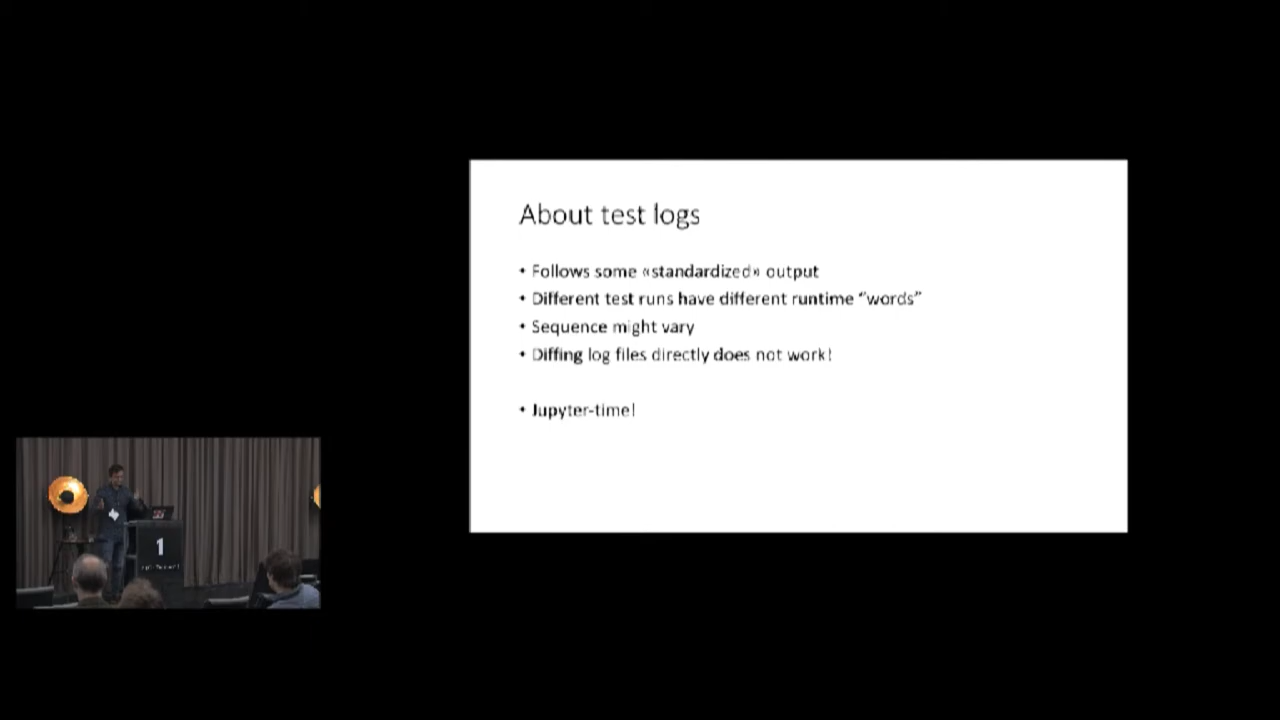 About test logs
• Follows some «standardized» output
• Different test runs have different runtime “words”
• Sequence might vary
• Diffing log files directly does not work!
• Jupyter-time!
1